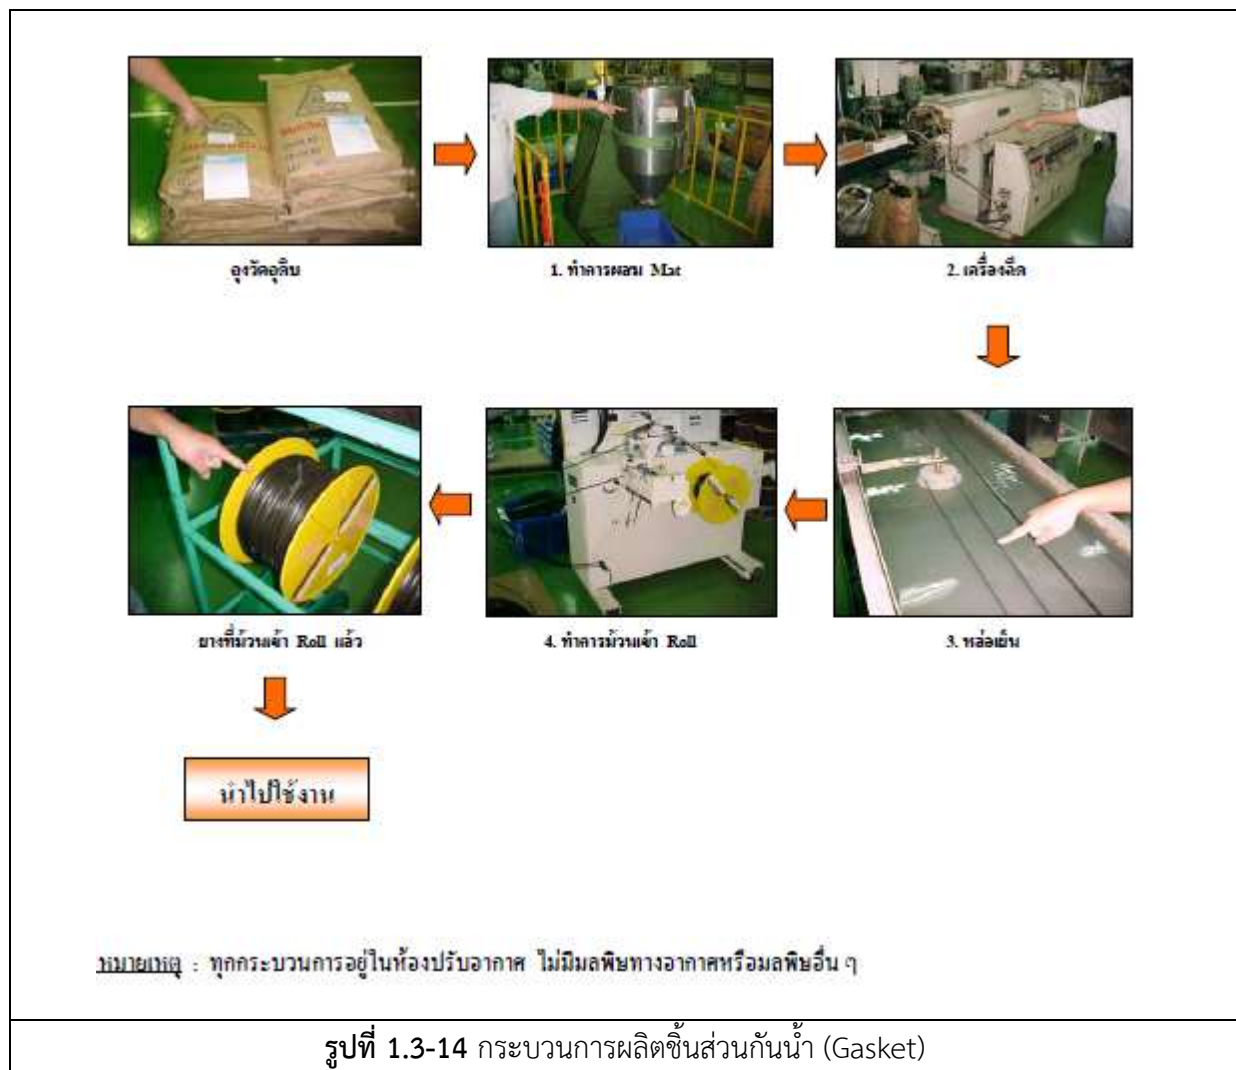 ถุงวัตถุดิบ
1. ทำการผสม Mat
2. เครื่องฉีด
3. หล่อเย็น
4. ทำการม้วนเข้า Roll
ยางที่ม้วนเข้า Roll แล้ว
นำไปใช้งาน
หมายเหตุ : ทุกกระบวนการอยู่ในห้องปรับอากาศ ไม่มีมลพิษทางอากาศหรือมลพิษอื่น ๆ
รูปที่ 1.3-14 กระบวนการผลิตชิ้นส่วนกันน้ำ (Gasket)